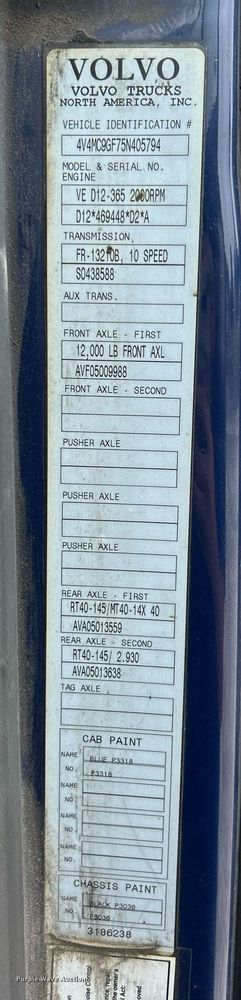 VOLVO
VOLVO TRUCKS
NORTH AMERICA, INC.
VEHICLE IDENTIFICATION #
4V4MC9GF75N405794
MODEL & SERIAL NO.
ENGINE
VE D12-365 2000RPM
D12*469448*D2*A
TRANSMISSION
FR-13210B, 10 SPEED
S0438588
AUX TRANS.
FRONT AXLE - FIRST
12,000 LB FRONT AXL
AVF05009988
FRONT AXLE - SECOND
PUSHER AXLE
PUSHER AXLE
PUSHER AXLE
REAR AXLE - FIRST
RT40-145/MT40-14X 40
AVA05013559
REAR AXLE - SECOND
RT40-145/ 2.930
AVA05013638
TAG AXLE
CAB PAINT
NAME BLUE P3318
NO. P3318
NAME
NO.
NAME
NO.
NAME
NO.
CHASSIS PAINT
NAME BLACK P3036
NO. P3036
3186238
Purple Wave Auction